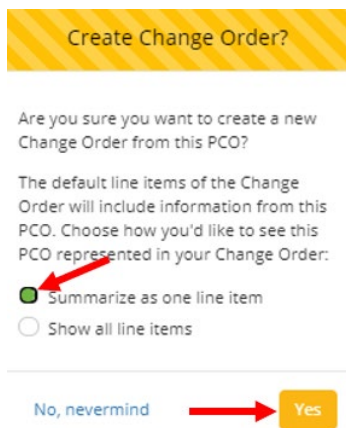 Create Change Order?
Are you sure you want to create a new
Change Order from this PCO?
The default line items of the Change
Order will include information from this
PCO. Choose how you'd like to see this
PCO represented in your Change Order:
Summarize as one line item
Show all line items
No, nevermind
Yes